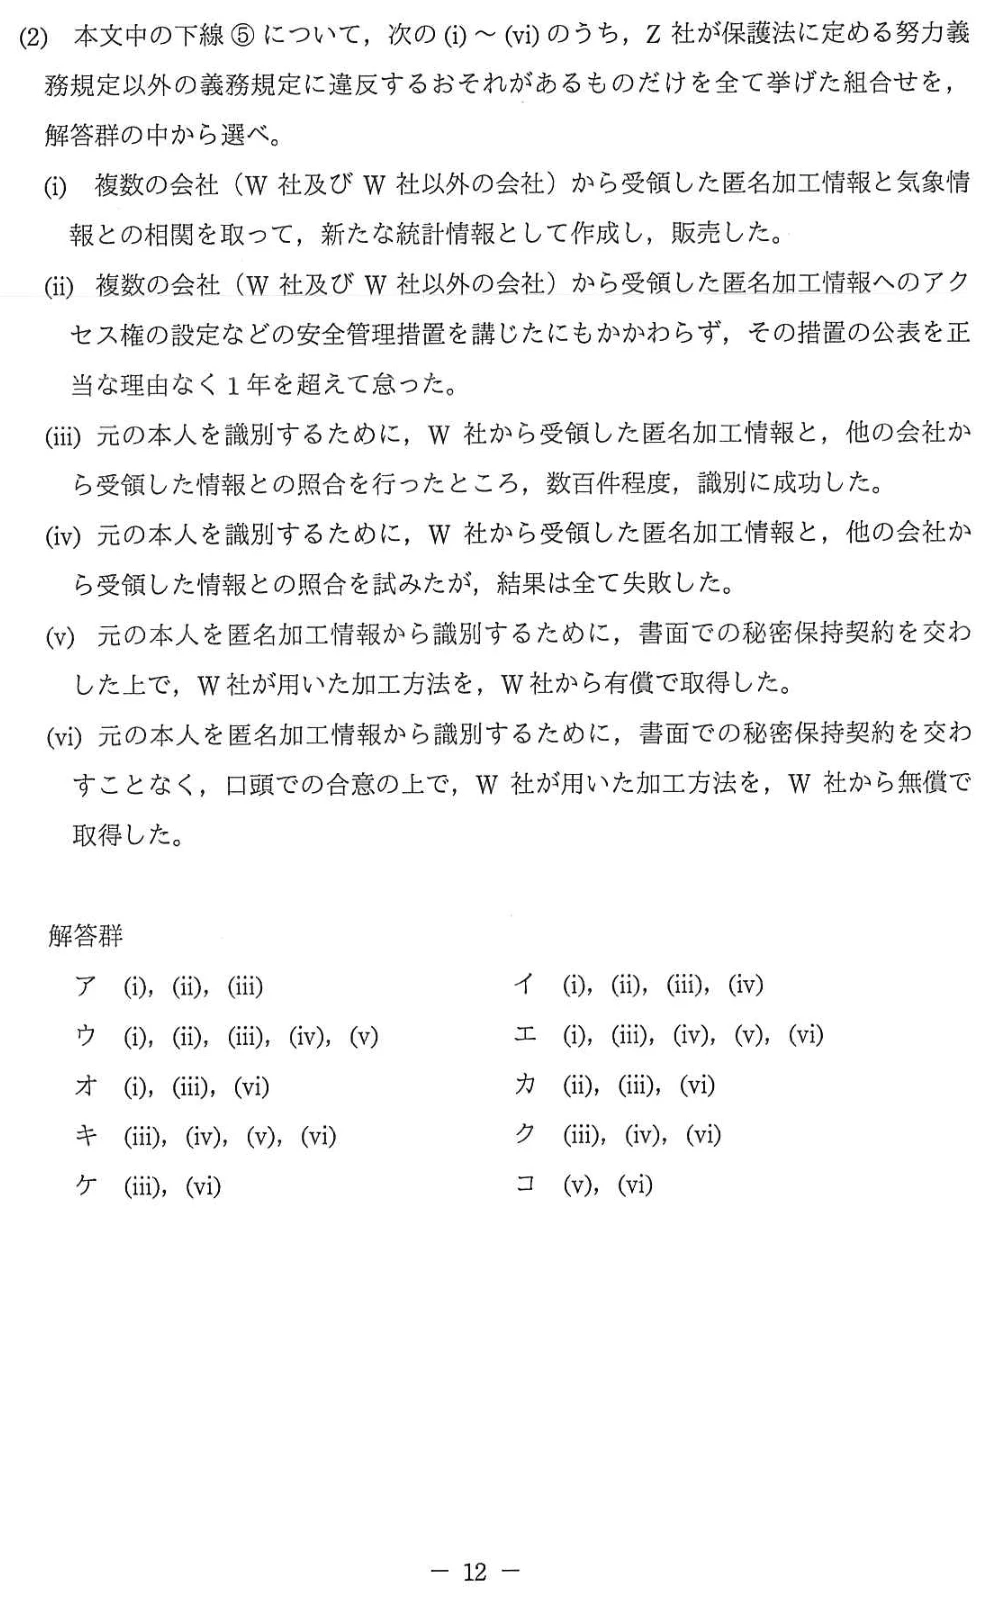 (2) 本文中の下線⑤について，次の(i)～(vi)のうち，Z 社が保護法に定める努力義
務規定以外の義務規定に違反するおそれがあるものだけを全て挙げた組合せを，
解答群の中から選べ。
(i) 複数の会社（W 社及び W 社以外の会社）から受領した匿名加工情報と気象情
報との相関を取って，新たな統計情報として作成し，販売した。
(ii) 複数の会社（W 社及び W 社以外の会社）から受領した匿名加工情報へのアク
セス権の設定などの安全管理措置を講じたにもかかわらず，その措置の公表を正
当な理由なく 1 年を超えて怠った。
(iii) 元の本人を識別するために，W 社から受領した匿名加工情報と，他の会社か
ら受領した情報との照合を行ったところ，数百件程度，識別に成功した。
(iv) 元の本人を識別するために，W 社から受領した匿名加工情報と，他の会社か
ら受領した情報との照合を試みたが，結果は全て失敗した。
(v) 元の本人を匿名加工情報から識別するために，書面での秘密保持契約を交わ
した上で，W 社が用いた加工方法を，W 社から有償で取得した。
(vi) 元の本人を匿名加工情報から識別するために，書面での秘密保持契約を交わ
すことなく，口頭での合意の上で，W 社が用いた加工方法を，W 社から無償で
取得した。
解答群
ア (i)，(ii)，(iii)
イ (i)，(ii)，(iii)，(iv)
ウ (i)，(ii)，(iii)，(iv)，(v)
エ (i)，(iii)，(iv)，(v)，(vi)
オ (i)，(iii)，(vi)
カ (ii)，(iii)，(vi)
キ (iii)，(iv)，(v)，(vi)
ク (iii)，(iv)，(vi)
ケ (iii)，(vi)
コ (v)，(vi)
－ 12 －